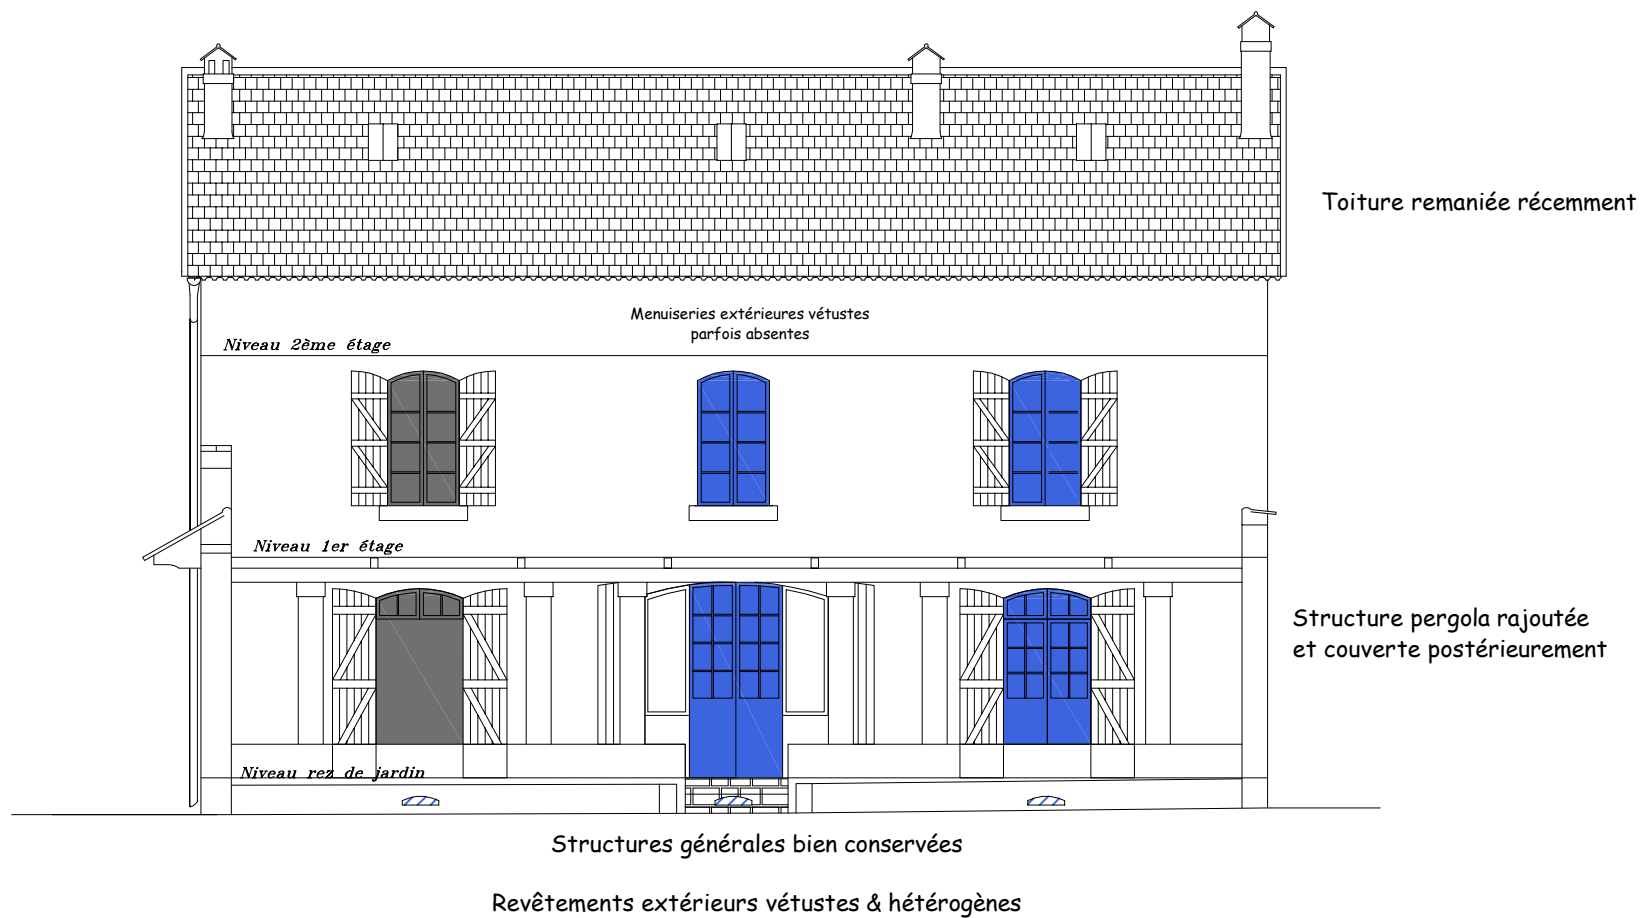 Toiture remaniée récemment
Menuiseries extérieures vétustes
parfois absentes
Niveau 2ème étage
Niveau 1er étage
Structure pergola rajoutée
et couverte postérieurement
Niveau rez de jardin
Structures générales bien conservées
Revêtements extérieurs vétustes & hétérogènes